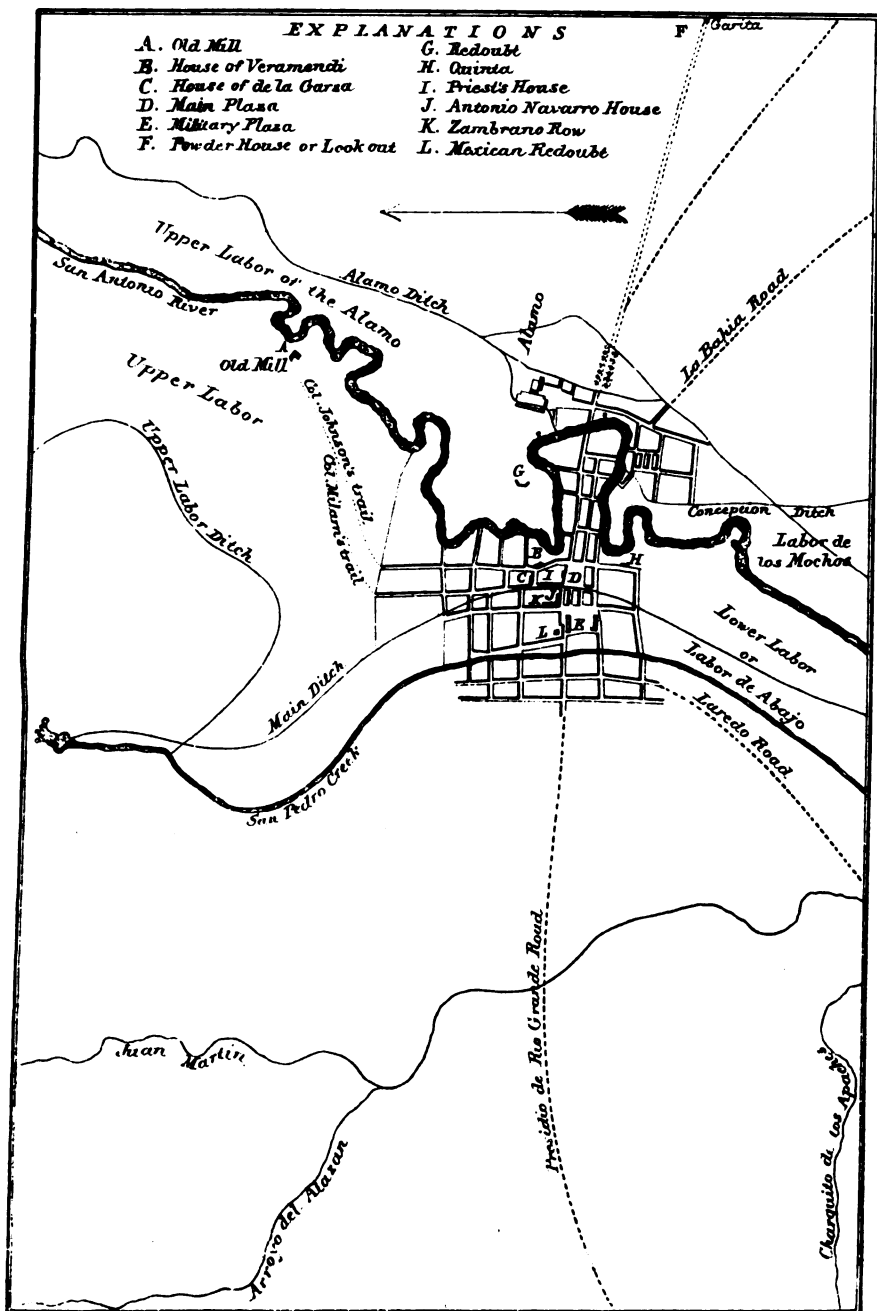 EXPLANATIONS
A. Old Mill
B. House of Veramendi
C. House of de la Garza
D. Main Plaza
E. Military Plaza
F. Powder House or Look out
G. Redoubt
H. Quinta
I. Priest's House
J. Antonio Navarro House
K. Zambrano Row
L. Mexican Redoubt
F
Garita
Upper Labor of the Alamo
Alamo Ditch
San Antonio River
Alamo
La Bahia Road
A
Old Mill
Upper Labor
Col. Johnson's trail
Col. Milam's trail
Upper Labor Ditch
G
Conception Ditch
Labor de
los Mochos
B
H
C
I
D
K
J
L
E
Lower Labor
or
Labor de Abajo
Main Ditch
Laredo Road
San Pedro Creek
Presidio de Rio Grande Road
Juan Martin
Arroyo del Alazan
Charquito de los Apaches